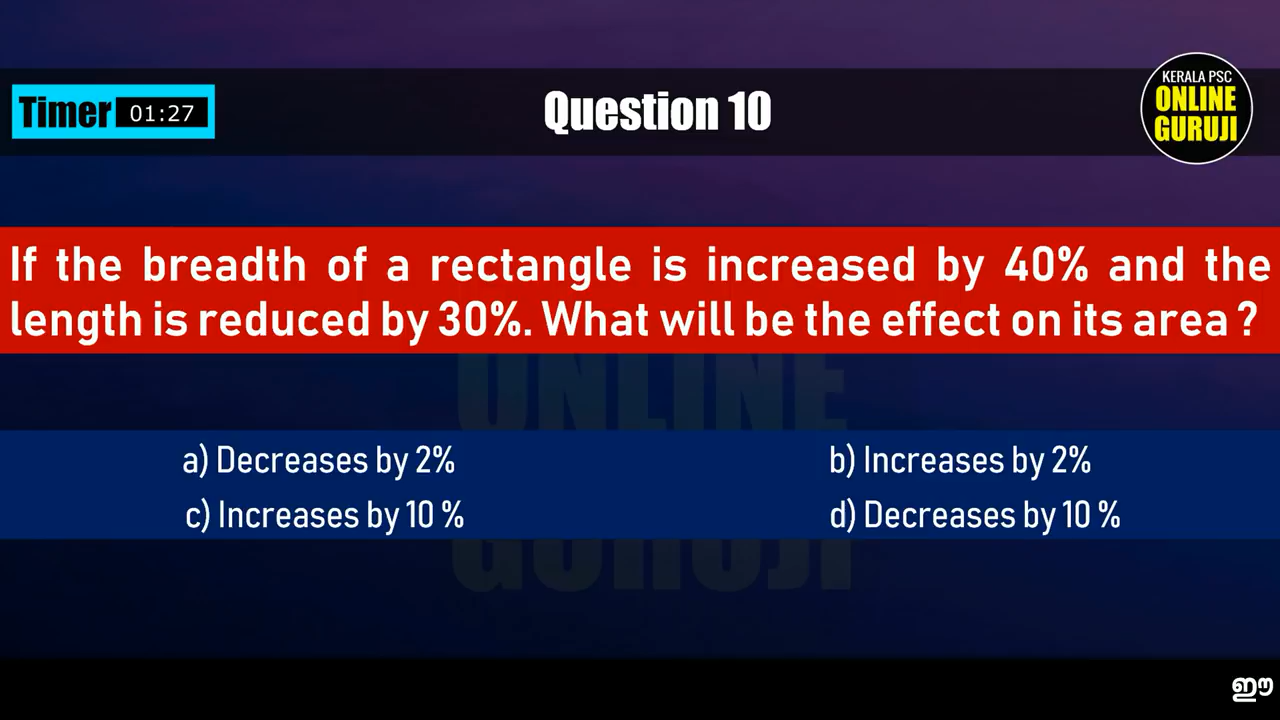 Timer 01:27
Question 10
KERALA PSC
ONLINE
GURUJI
If the breadth of a rectangle is increased by 40% and the
length is reduced by 30%. What will be the effect on its area ?
ONLINE
a) Decreases by 2%
b) Increases by 2%
c) Increases by 10 %
d) Decreases by 10 %
GURUJI
ഈ